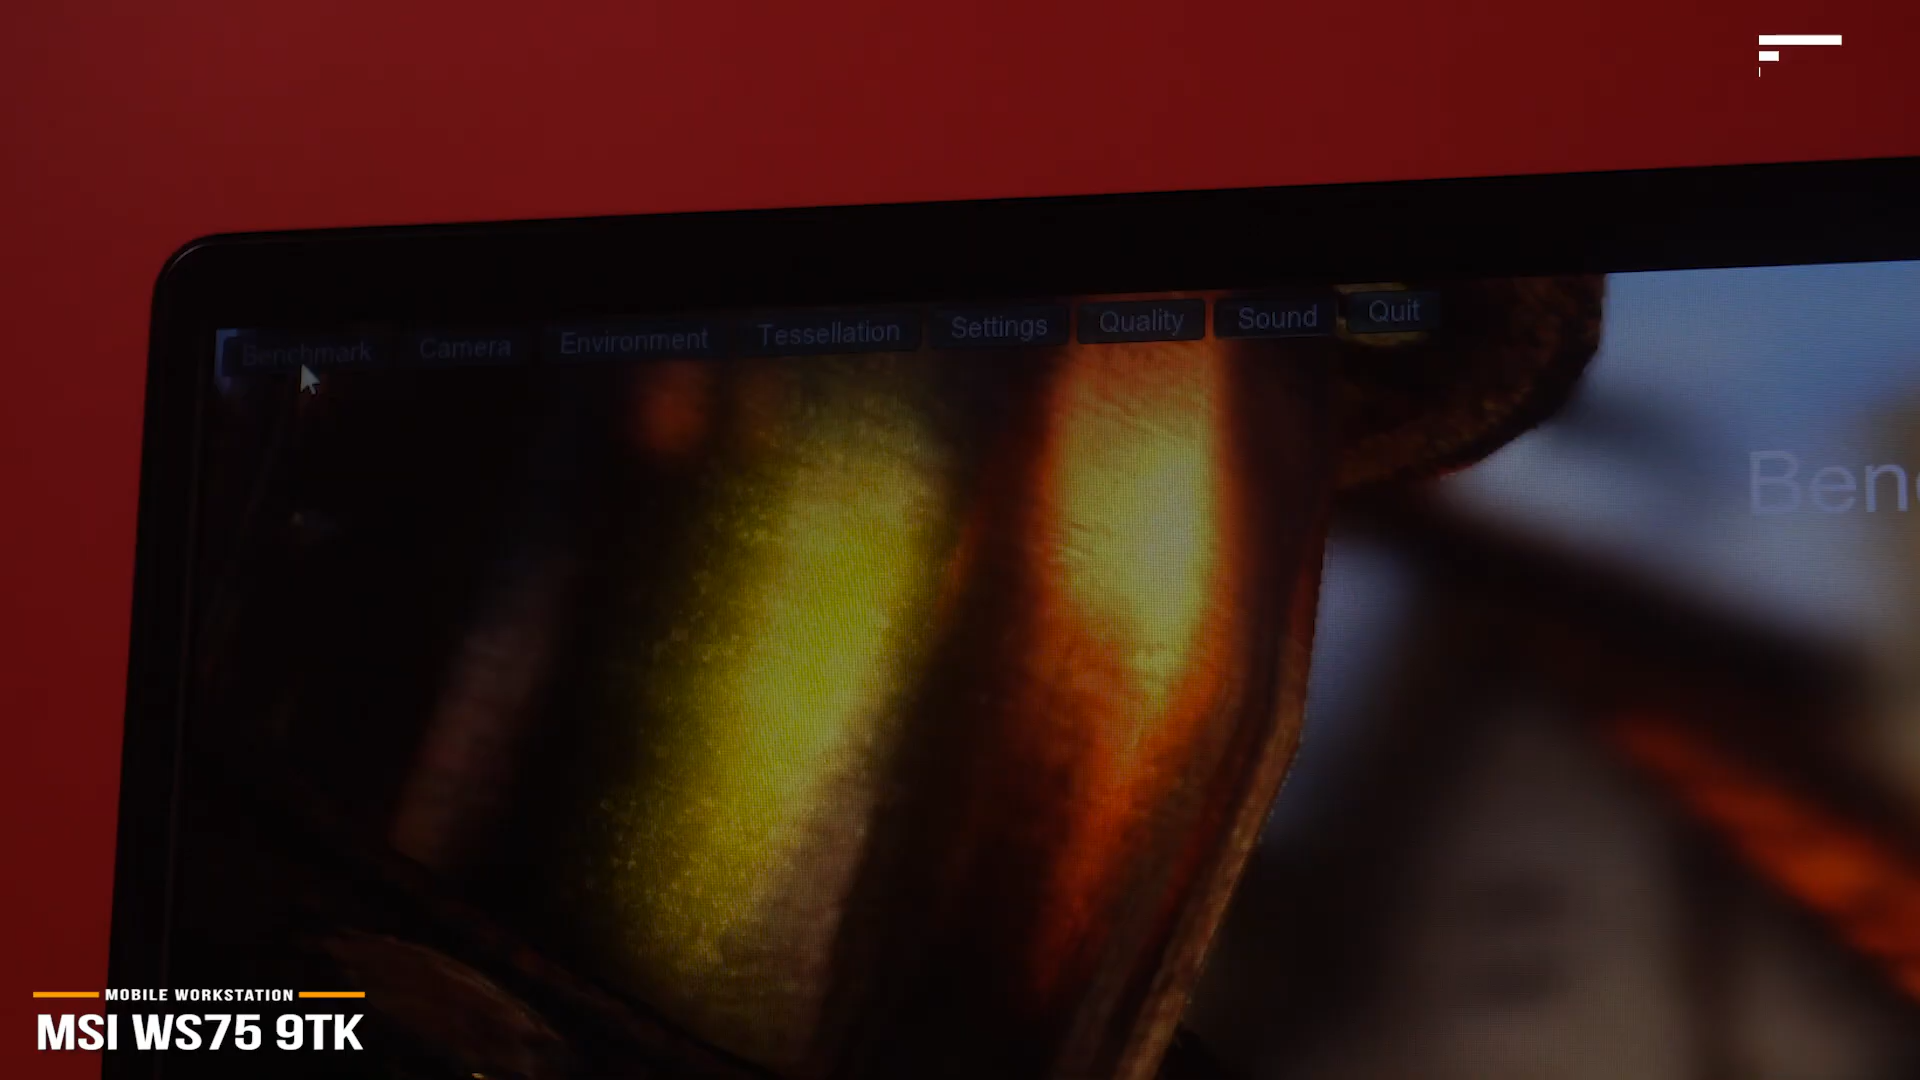 Benchmark Camera Environment Tessellation Settings Quality Sound Quit
MOBILE WORKSTATION
MSI WS75 9TK